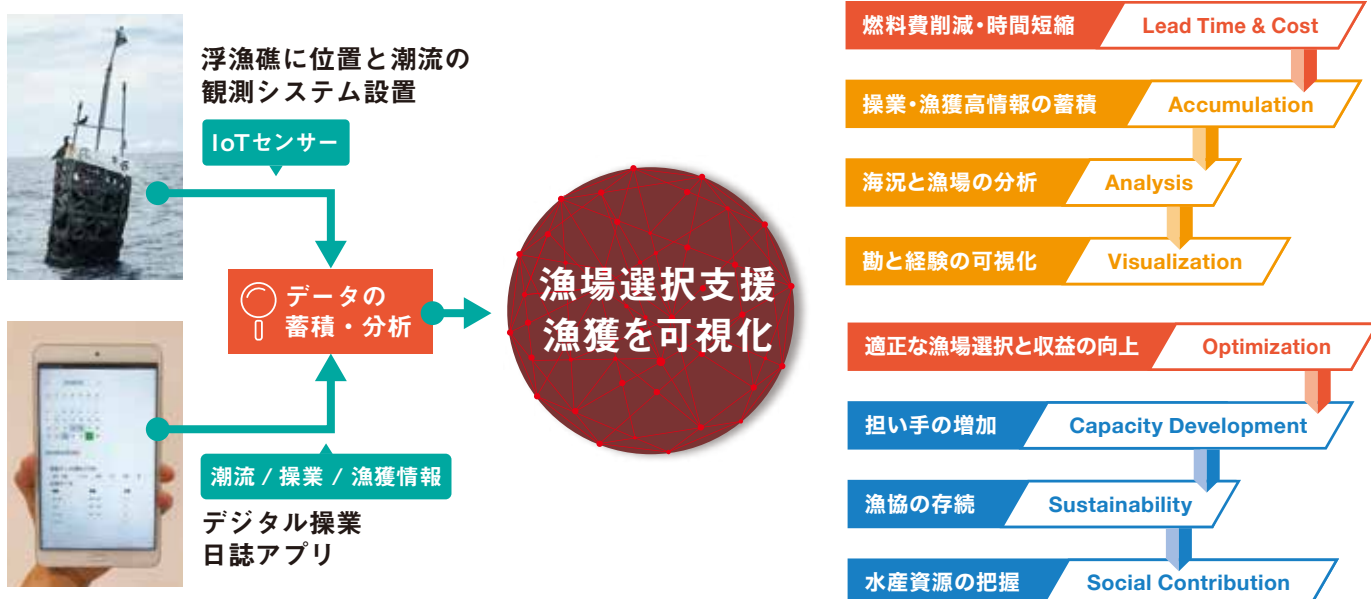 浮漁礁に位置と潮流の
観測システム設置
IoTセンサー
データの
蓄積・分析
潮流 / 操業 / 漁獲情報
デジタル操業
日誌アプリ
漁場選択支援
漁獲を可視化
燃料費削減・時間短縮 Lead Time & Cost
操業・漁獲高情報の蓄積 Accumulation
海況と漁場の分析 Analysis
勘と経験の可視化 Visualization
適正な漁場選択と収益の向上 Optimization
担い手の増加 Capacity Development
漁協の存続 Sustainability
水産資源の把握 Social Contribution